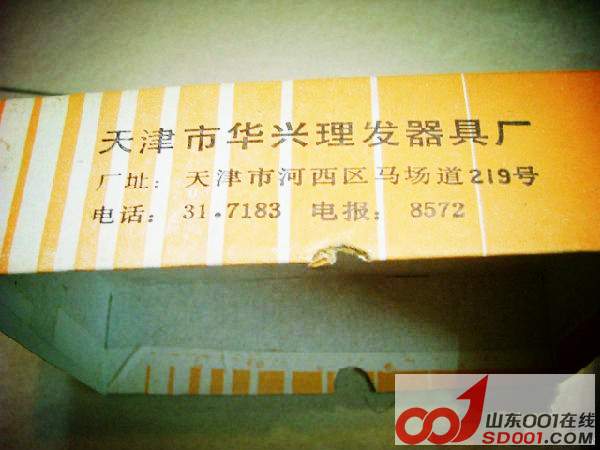 天津市华兴理发器具厂
厂址：天津市河西区马场道219号
电话：31.7183 电报：8572
山东001在线
SD001.com